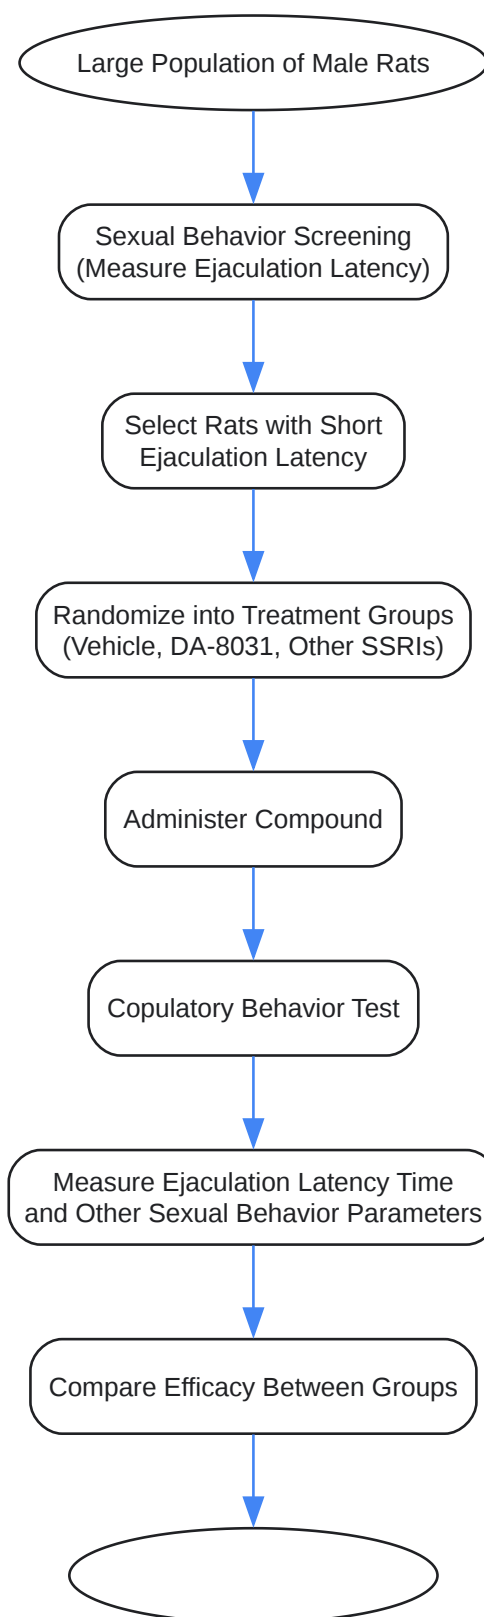 Large Population of Male Rats
Sexual Behavior Screening
(Measure Ejaculation Latency)
Select Rats with Short
Ejaculation Latency
Randomize into Treatment Groups
(Vehicle, DA-8031, Other SSRIs)
Administer Compound
Copulatory Behavior Test
Measure Ejaculation Latency Time
and Other Sexual Behavior Parameters
Compare Efficacy Between Groups